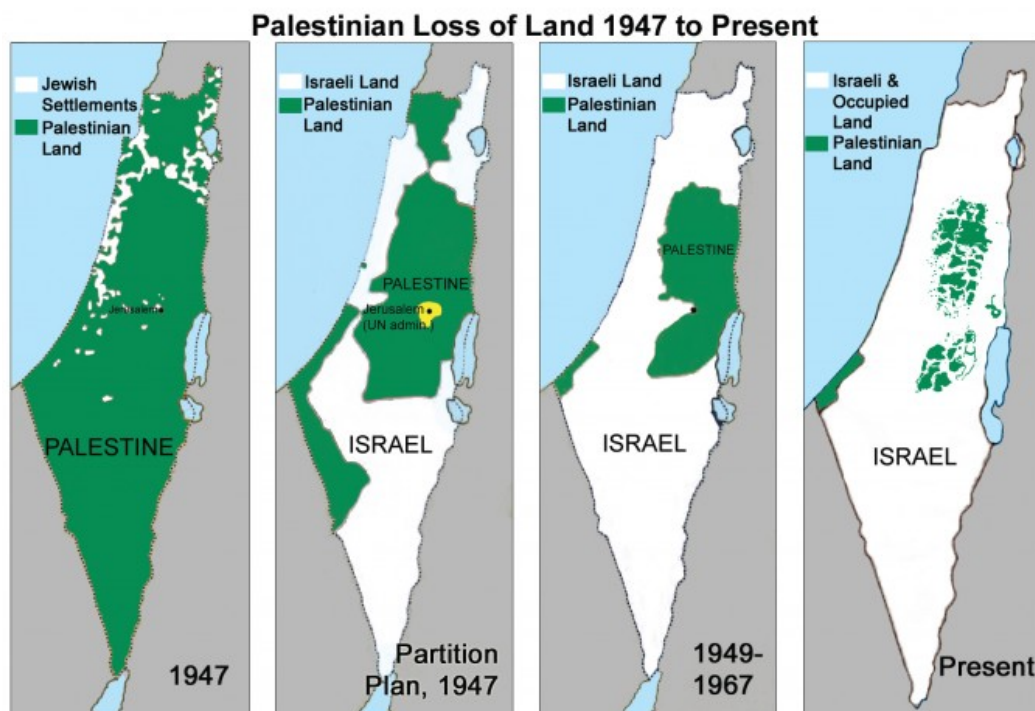 Palestinian Loss of Land 1947 to Present
Jewish
Settlements
Palestinian
Land
Jerusalem
PALESTINE
1947
Israeli Land
Palestinian
Land
PALESTINE
Jerusalem
(UN admin.)
ISRAEL
Partition
Plan, 1947
Israeli Land
Palestinian
Land
PALESTINE
ISRAEL
1949-
1967
Israeli &
Occupied
Land
Palestinian
Land
ISRAEL
Present